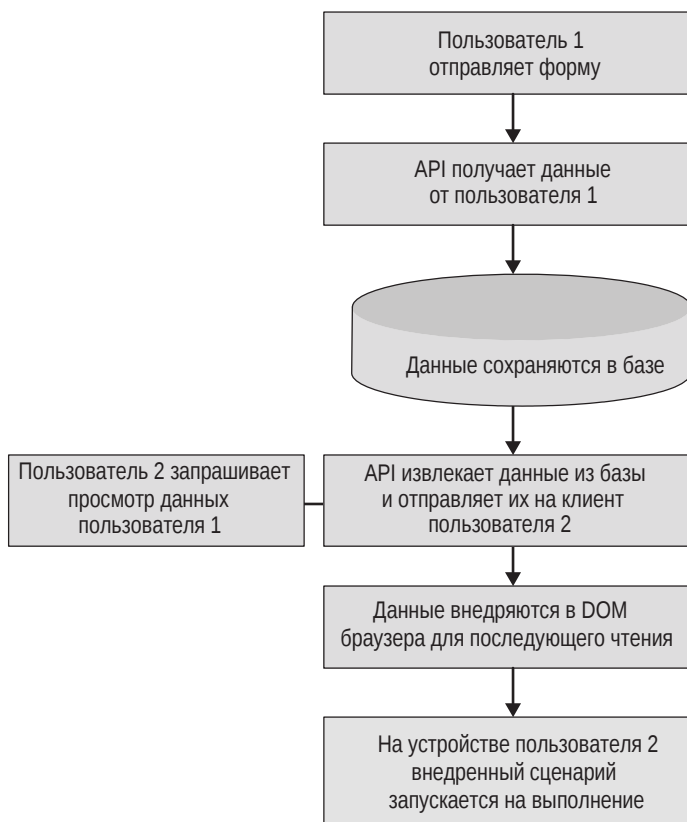 Пользователь 1
отправляет форму
API получает данные
от пользователя 1
Данные сохраняются в базе
Пользователь 2 запрашивает
просмотр данных
пользователя 1
API извлекает данные из базы
и отправляет их на клиент
пользователя 2
Данные внедряются в DOM
браузера для последующего чтения
На устройстве пользователя 2
внедренный сценарий
запускается на выполнение